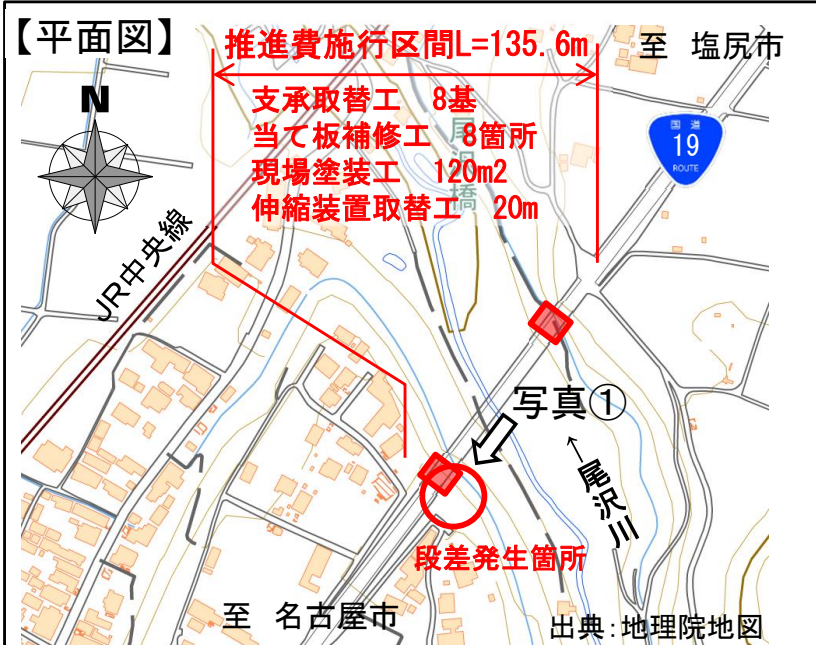 【平面図】
推進費施行区間L=135.6m
至 塩尻市
N
支承取替工 8基
当て板補修工 8箇所
現場塗装工 120m2
伸縮装置取替工 20m
尾沢橋
国道
19
ROUTE
JR中央線
写真①
←尾沢川
段差発生箇所
至 名古屋市
出典:地理院地図